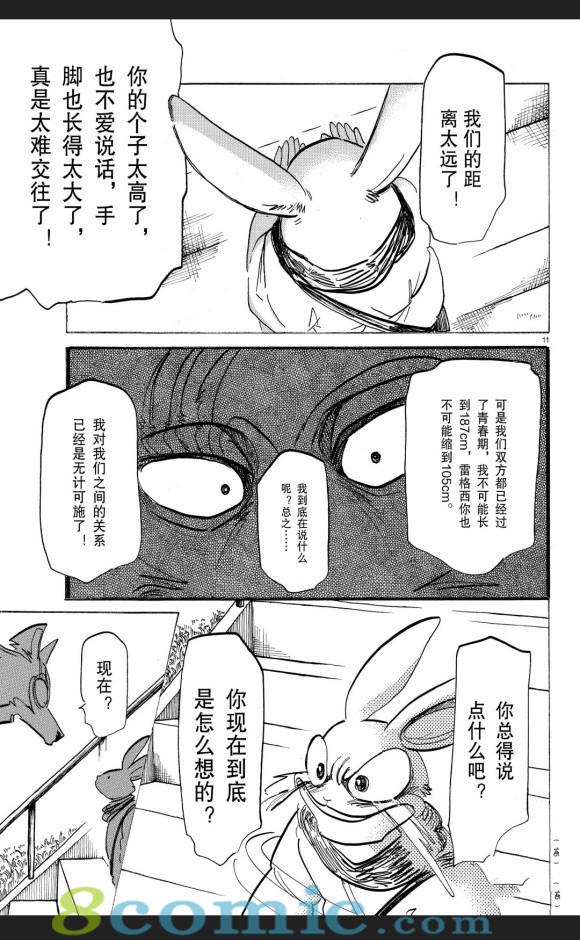 我们的距
离太远了！
你的个子太高了，
也不爱说话，手
脚也长得太大了，
真是太难交往了！
11
可是我们双方都已经过
了青春期，我不可能长
到187cm，雷格西你也
不可能缩到105cm。
我到底在说什么
呢？总之……
我对我们之间的关系
已经是无计可施了！
你总得说
点什么吧？
你现在到底
是怎么想的？
现在？
8comic.com